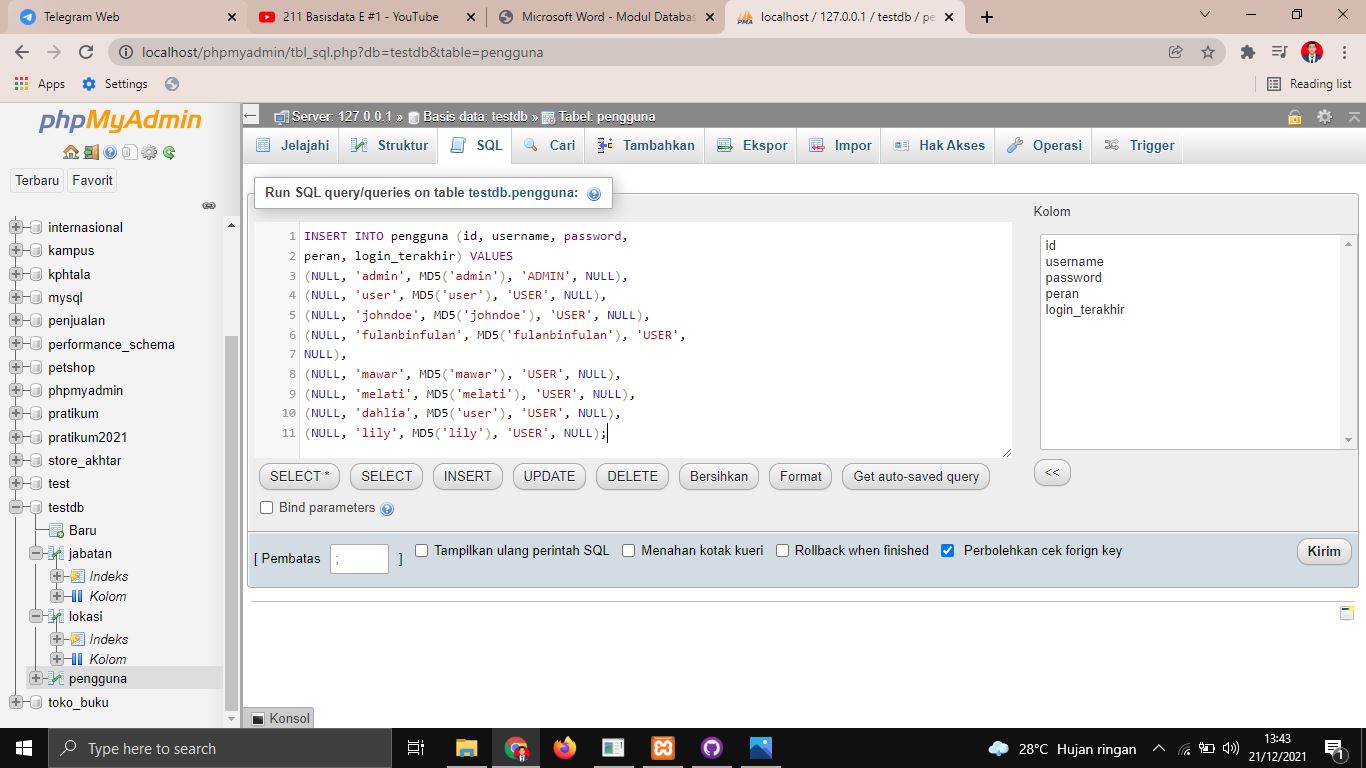 Telegram Web
211 Basisdata E #1 - YouTube
Microsoft Word - Modul Databas
localhost / 127.0.0.1 / testdb / pe
localhost/phpmyadmin/tbl_sql.php?db=testdb&table=pengguna
Apps
Settings
Reading list
phpMyAdmin
Terbaru
Favorit
internasional
kampus
kphtala
mysql
penjualan
performance_schema
petshop
phpmyadmin
pratikum
pratikum2021
store_akhtar
test
testdb
Baru
jabatan
Indeks
Kolom
lokasi
Indeks
Kolom
pengguna
toko_buku
Server: 127.0.0.1 » Basis data: testdb » Tabel: pengguna
Jelajahi
Struktur
SQL
Cari
Tambahkan
Ekspor
Impor
Hak Akses
Operasi
Trigger
Run SQL query/queries on table testdb.pengguna:
1 INSERT INTO pengguna (id, username, password,
2 peran, login_terakhir) VALUES
3 (NULL, 'admin', MD5('admin'), 'ADMIN', NULL),
4 (NULL, 'user', MD5('user'), 'USER', NULL),
5 (NULL, 'johndoe', MD5('johndoe'), 'USER', NULL),
6 (NULL, 'fulanbinfulan', MD5('fulanbinfulan'), 'USER',
7 NULL),
8 (NULL, 'mawar', MD5('mawar'), 'USER', NULL),
9 (NULL, 'melati', MD5('melati'), 'USER', NULL),
10 (NULL, 'dahlia', MD5('user'), 'USER', NULL),
11 (NULL, 'lily', MD5('lily'), 'USER', NULL);
Kolom
id
username
password
peran
login_terakhir
<<
SELECT *
SELECT
INSERT
UPDATE
DELETE
Bersihkan
Format
Get auto-saved query
Bind parameters
[ Pembatas ; ]
Tampilkan ulang perintah SQL
Menahan kotak kueri
Rollback when finished
Perbolehkan cek forign key
Kirim
Konsol
Type here to search
28°C Hujan ringan
13:43
21/12/2021
1